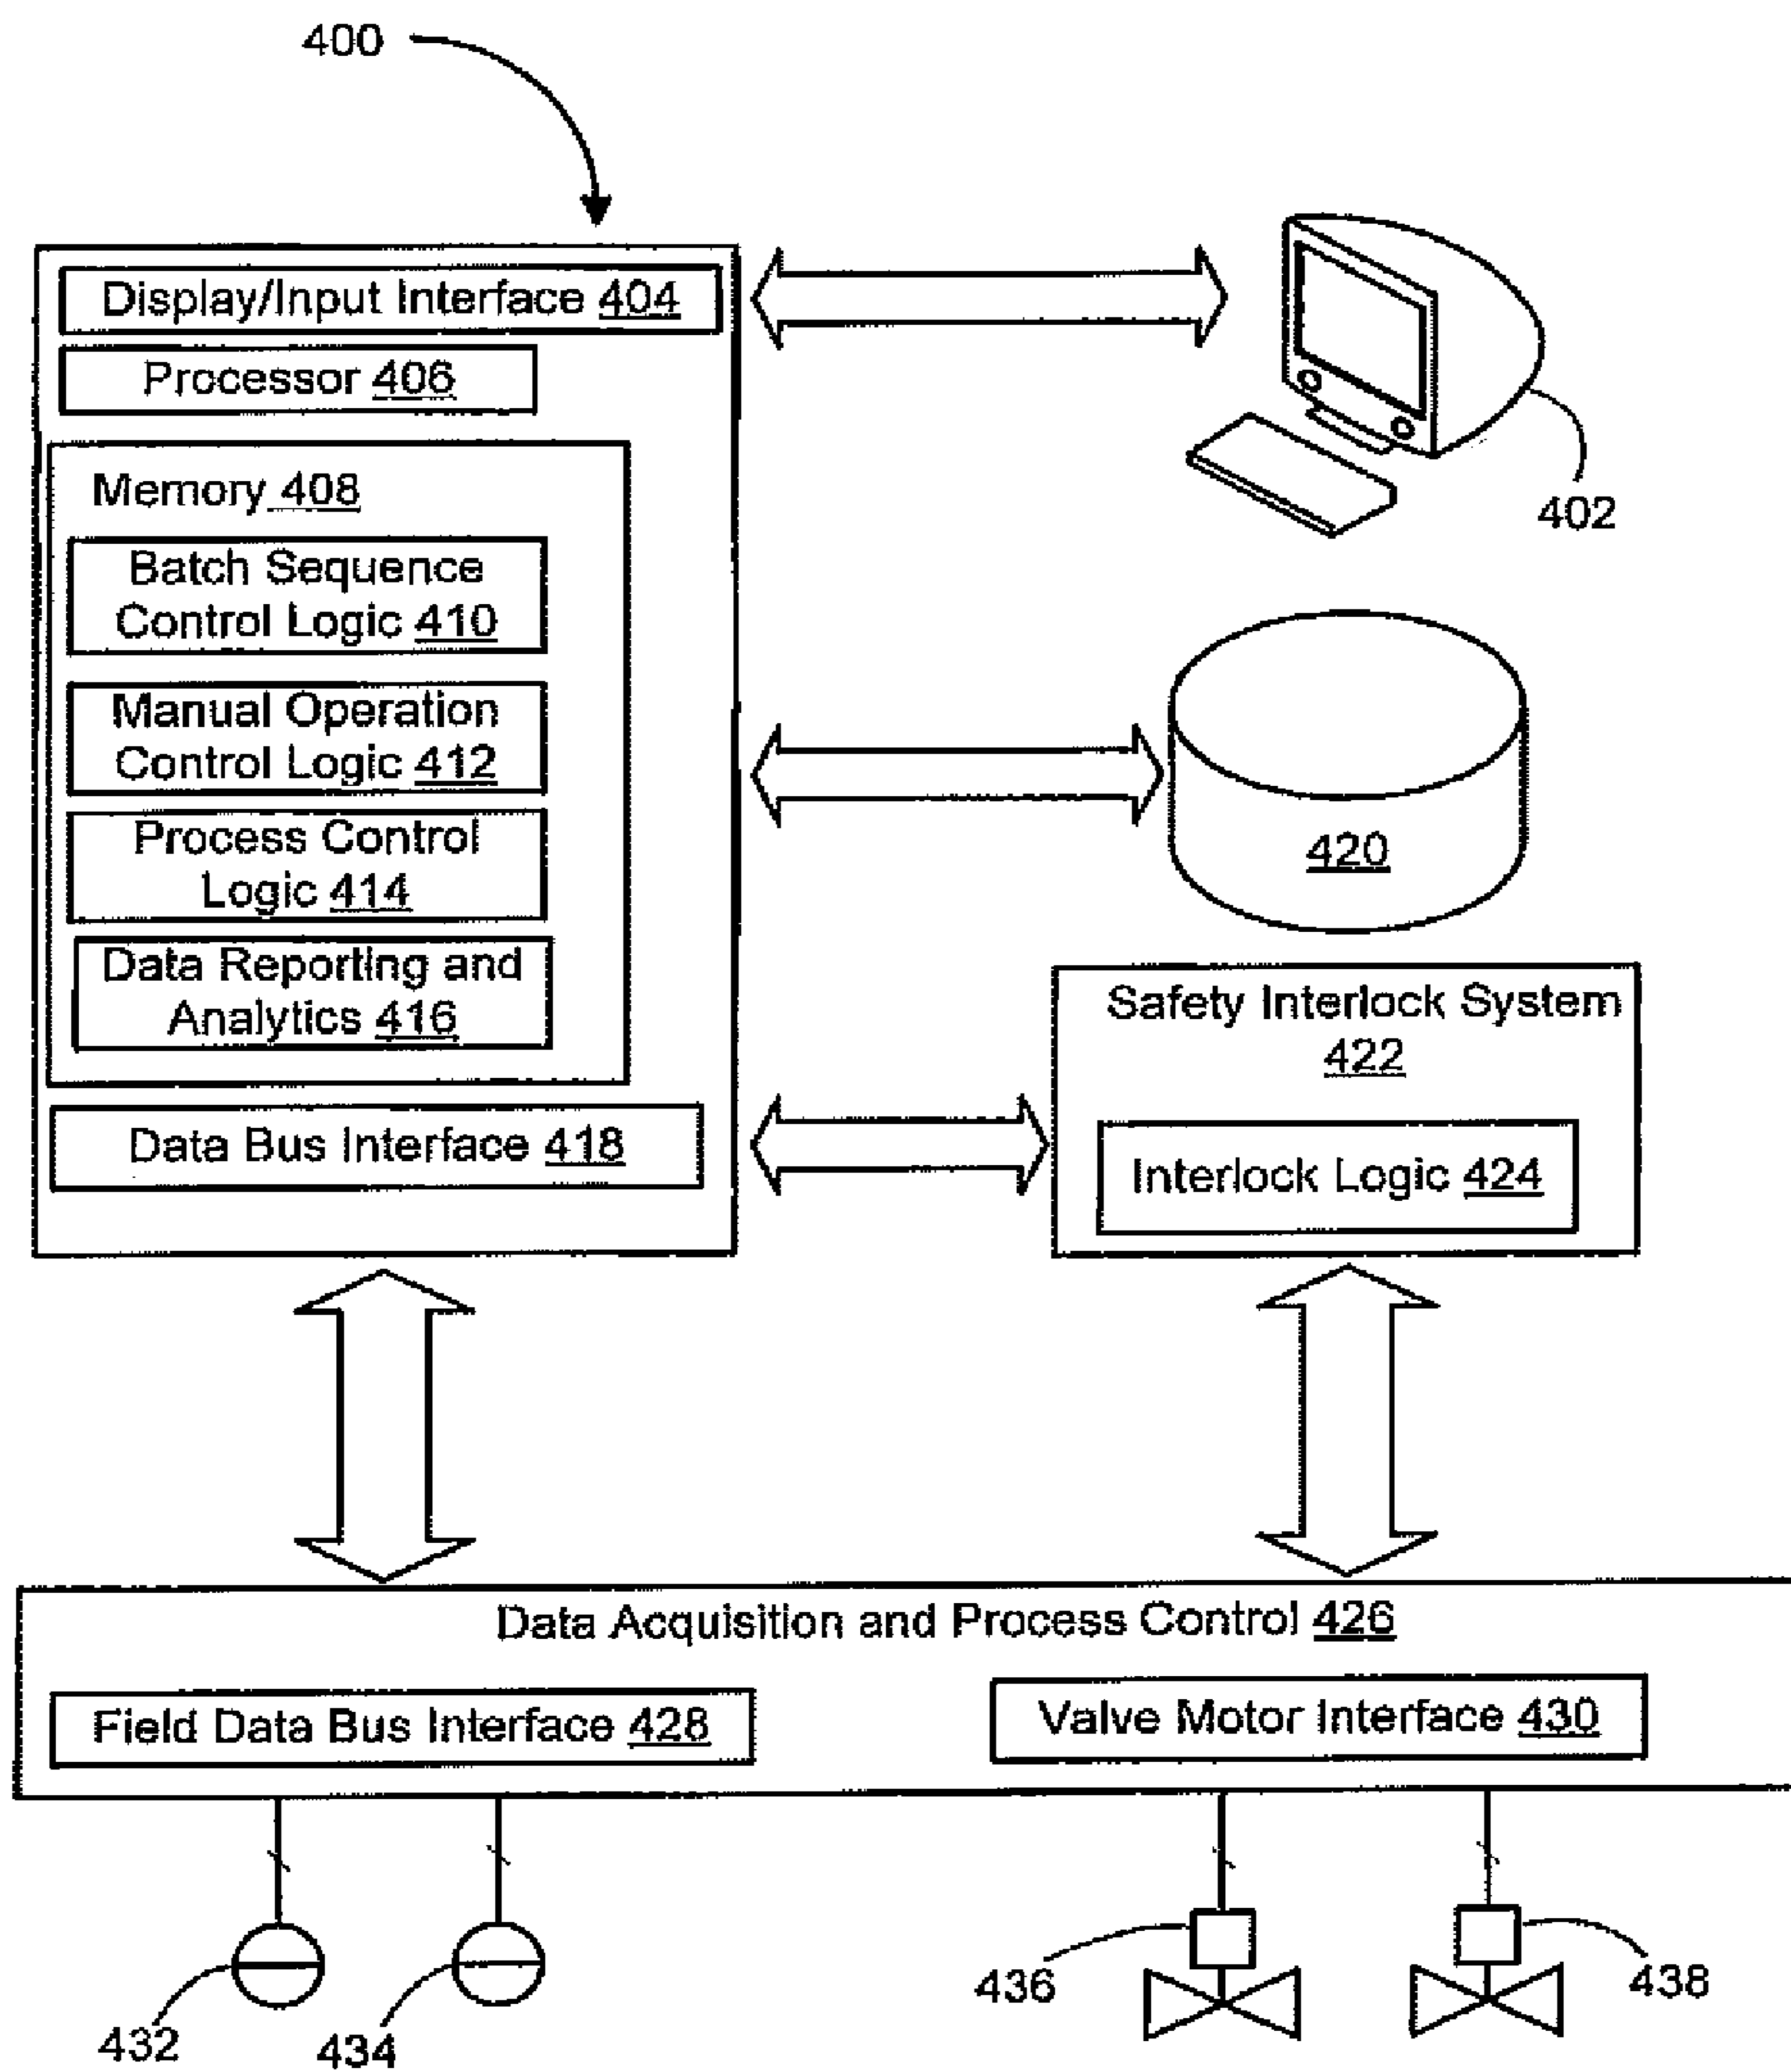 400
Display/Input Interface 404
Processor 406
402
Memory 408
Batch Sequence
Control Logic 410
Manual Operation
Control Logic 412
Process Control
Logic 414
Data Reporting and
Analytics 416
Data Bus Interface 418
420
Safety Interlock System
422
Interlock Logic 424
Data Acquisition and Process Control 426
Field Data Bus Interface 428
Valve Motor Interface 430
432
434
436
438